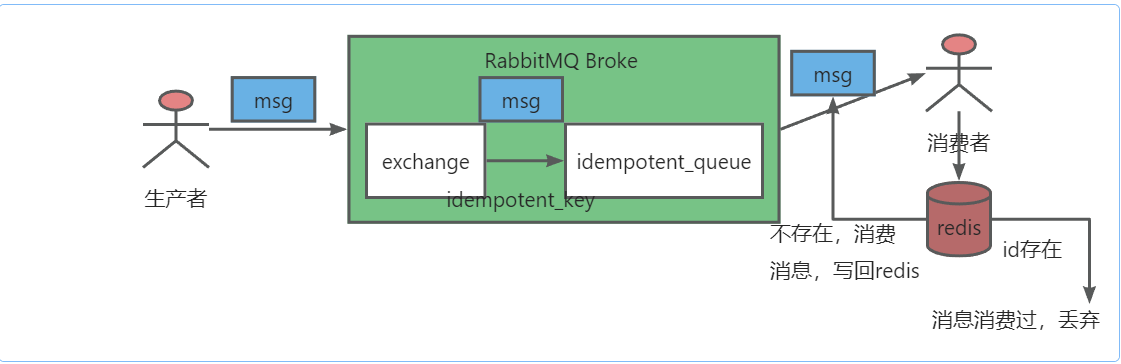 RabbitMQ Broke
msg
msg
msg
exchange
idempotent_queue
idempotent_key
生产者
消费者
redis
不存在，消费
消息，写回redis
id存在
消息消费过，丢弃